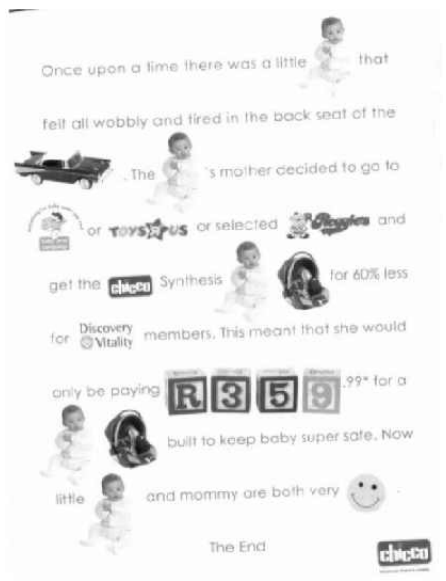 Once upon a time there was a little that
felt all wobbly and tired in the back seat of the
. The 's mother decided to go to
or TOYS R US or selected Reggies and
get the chicco Synthesis for 60% less
for Discovery Vitality members. This meant that she would
only be paying R359.99* for a
built to keep baby super safe. Now
little and mommy are both very .
The End
chicco